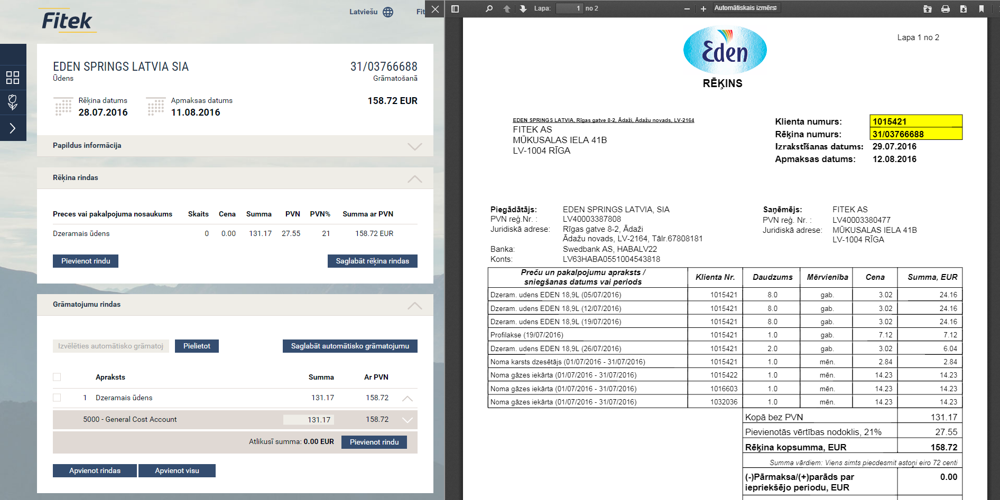 Fitek
Latviešu
Fit
EDEN SPRINGS LATVIA SIA
31/03766688
Ūdens
Grāmatošanā
Rēķina datums
28.07.2016
Apmaksas datums
11.08.2016
158.72 EUR
Papildus informācija
Rēķina rindas
Preces vai pakalpojuma nosaukums Skaits Cena Summa PVN PVN% Summa ar PVN
Dzeramais ūdens 0 0.00 131.17 27.55 21 158.72 EUR
Pievienot rindu
Saglabāt rēķina rindas
Grāmatojumu rindas
Izvēlēties automātisko grāmatoj
Pielietot
Saglabāt automātisko grāmatojumu
Apraksts Summa Ar PVN
1 Dzeramais ūdens 131.17 158.72
5000 - General Cost Account 131.17 158.72
Atlikusī summa: 0.00 EUR Pievienot rindu
Apvienot rindas
Apvienot visu
Lapa: 1 no 2
Automātiskais izmērs
Lapa 1 no 2
Eden
RĒĶINS
EDEN SPRINGS LATVIA, Rīgas gatve 8-2, Ādaži, Ādažu novads, LV-2164
FITEK AS
MŪKUSALAS IELA 41B
LV-1004 RĪGA
Klienta numurs: 1015421
Rēķina numurs: 31/03766688
Izrakstīšanas datums: 29.07.2016
Apmaksas datums: 12.08.2016
Piegādātājs: EDEN SPRINGS LATVIA, SIA
PVN reģ.Nr. : LV40003387808
Juridiskā adrese: Rīgas gatve 8-2, Ādaži
Ādažu novads, LV-2164, Tālr.67808181
Banka: Swedbank AS, HABALV22
Konts: LV63HABA0551004543818
Saņēmējs: FITEK AS
PVN reģ. Nr. : LV40003380477
Juridiskā adrese: MŪKUSALAS IELA 41B
LV-1004 RĪGA
Preču un pakalpojumu apraksts /
sniegšanas datums vai periods
Klienta Nr. Daudzums Mērvienība Cena Summa, EUR
Dzeram. udens EDEN 18,9L (05/07/2016) 1015421 8.0 gab. 3.02 24.16
Dzeram. udens EDEN 18,9L (12/07/2016) 1015421 8.0 gab. 3.02 24.16
Dzeram. udens EDEN 18,9L (19/07/2016) 1015421 8.0 gab. 3.02 24.16
Profilakse (19/07/2016) 1015421 1.0 gab. 7.12 7.12
Dzeram. udens EDEN 18,9L (26/07/2016) 1015421 2.0 gab. 3.02 6.04
Noma karsts dzesētājs (01/07/2016 - 31/07/2016) 1015421 1.0 mēn. 2.84 2.84
Noma gāzes iekārta (01/07/2016 - 31/07/2016) 1015422 1.0 mēn. 14.23 14.23
Noma gāzes iekārta (01/07/2016 - 31/07/2016) 1016603 1.0 mēn. 14.23 14.23
Noma gāzes iekārta (01/07/2016 - 31/07/2016) 1032036 1.0 mēn. 14.23 14.23
Kopā bez PVN 131.17
Pievienotās vērtības nodoklis, 21% 27.55
Rēķina kopsumma, EUR 158.72
Summa vārdiem: Viens simts piecdesmit astoņi eiro 72 centi
(-)Pārmaksa/(+)parāds par 0.00
iepriekšējo periodu, EUR